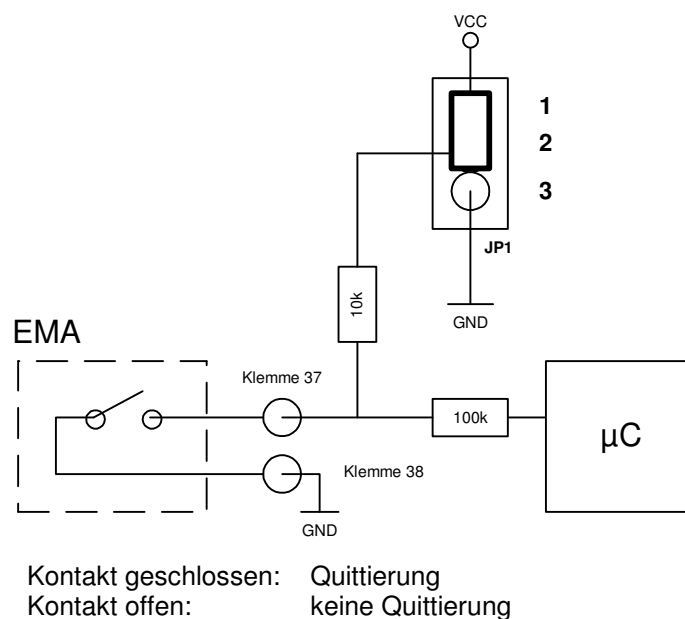 VCC
1
2
3
JP1
10k
GND
EMA
Klemme 37
100k
µC
Klemme 38
GND
Kontakt geschlossen: Quittierung
Kontakt offen: keine Quittierung